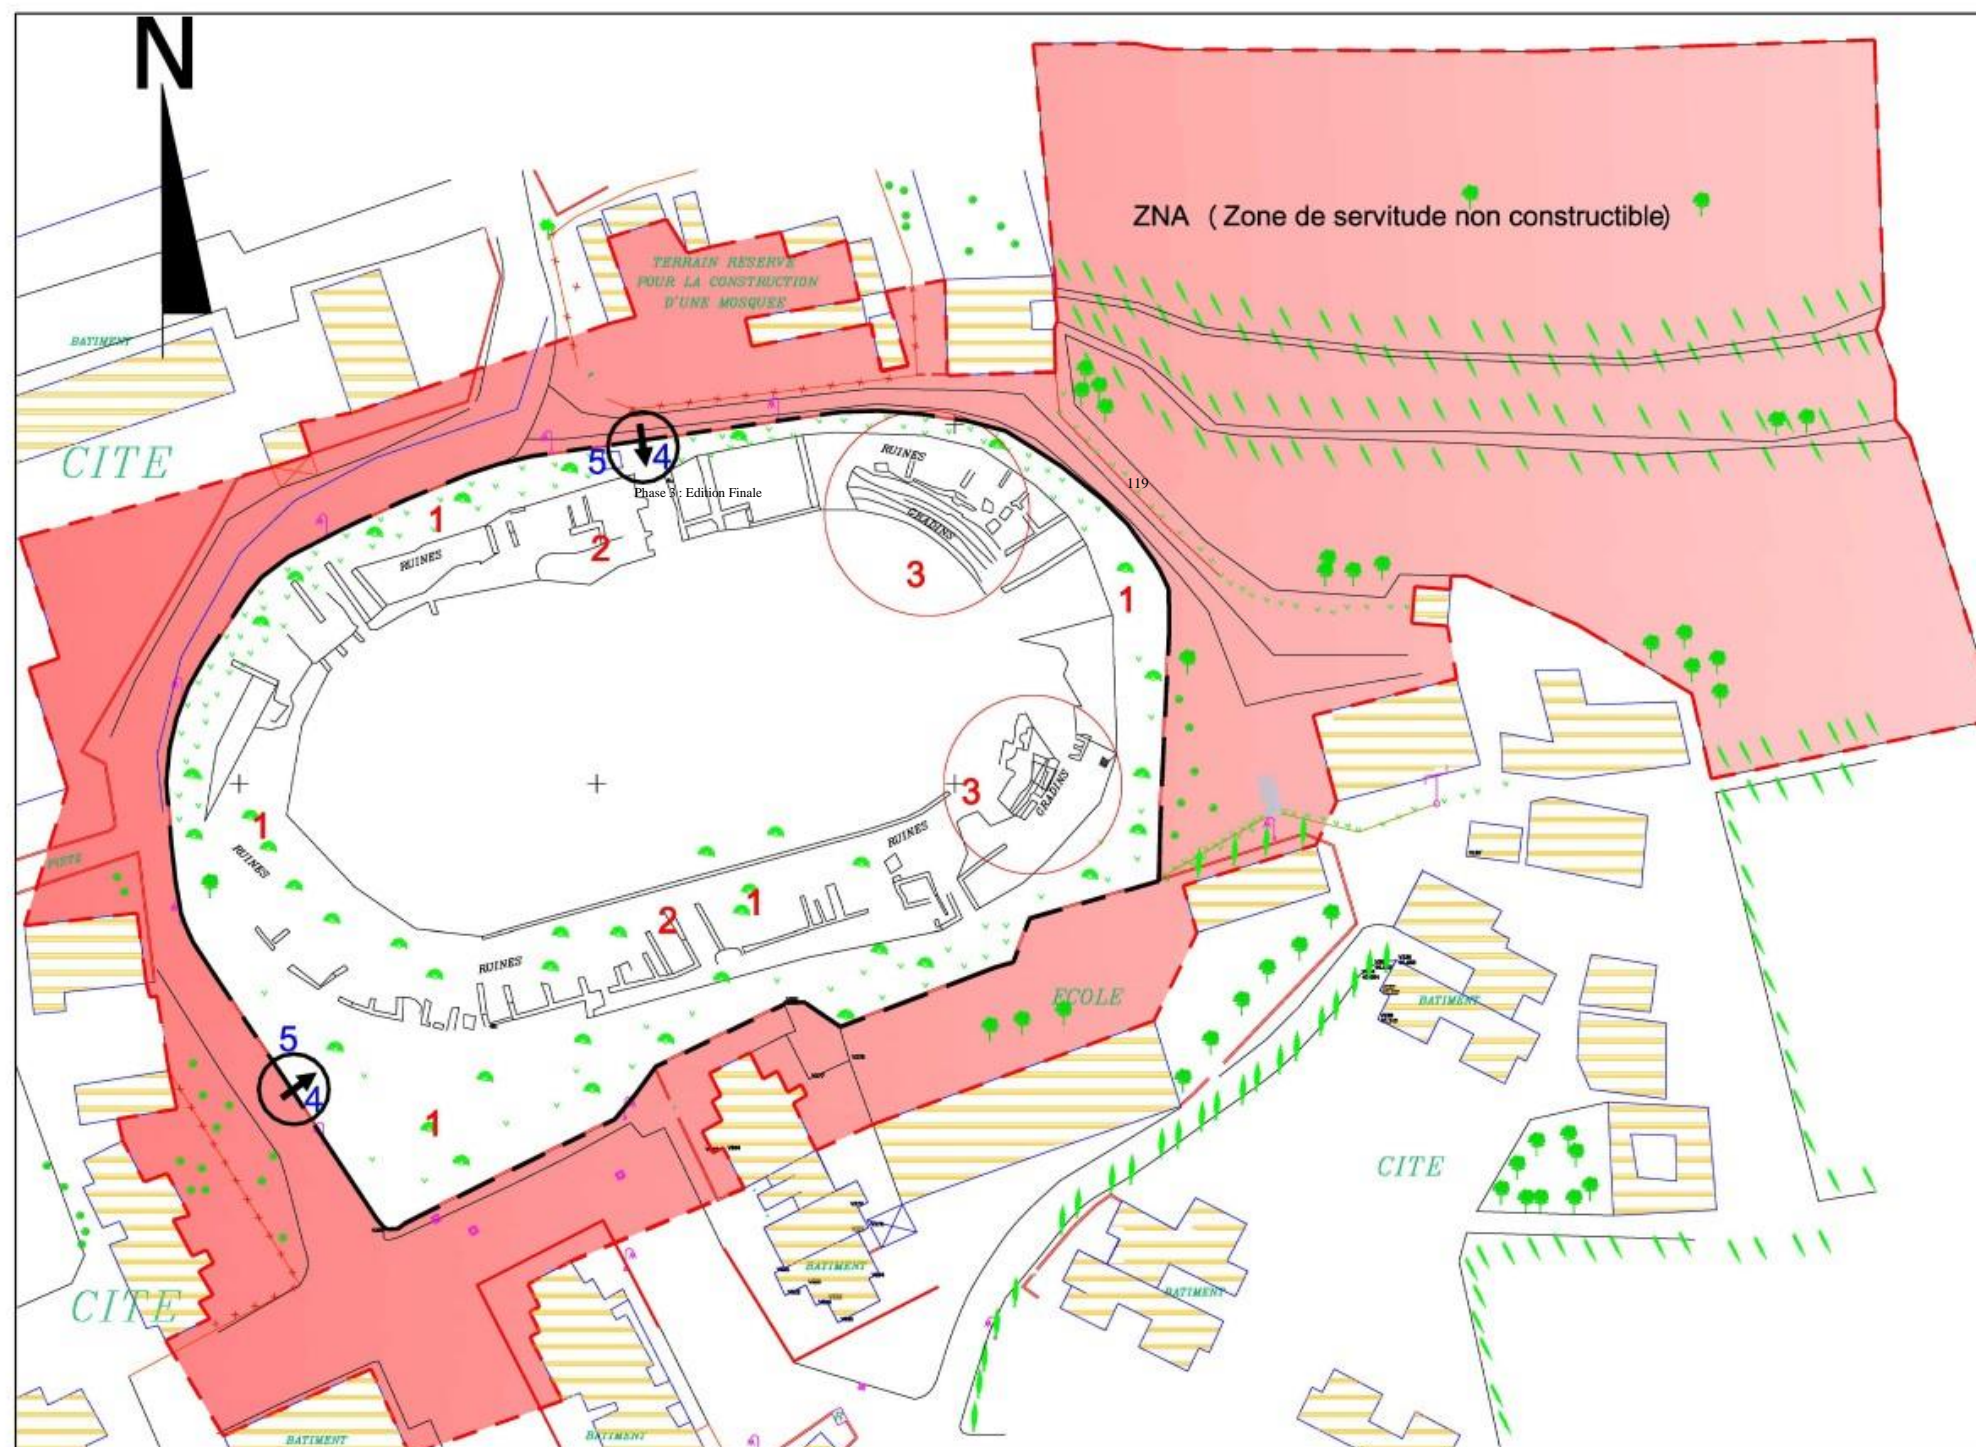 N
ZNA ( Zone de servitude non constructible)
TERRAIN RESERVE
POUR LA CONSTRUCTION
D'UNE MOSQUEE
BATIMENT
CITE
5
4
RUINES
Phase 3 : Edition Finale
119
1
GRADINS
2
RUINES
3
1
3
GRADINS
1
RUINES
RUINES
PISTE
1
2
RUINES
ECOLE
BATIMENT
5
4
1
CITE
BATIMENT
BATIMENT
CITE
BATIMENT
BATIMENT